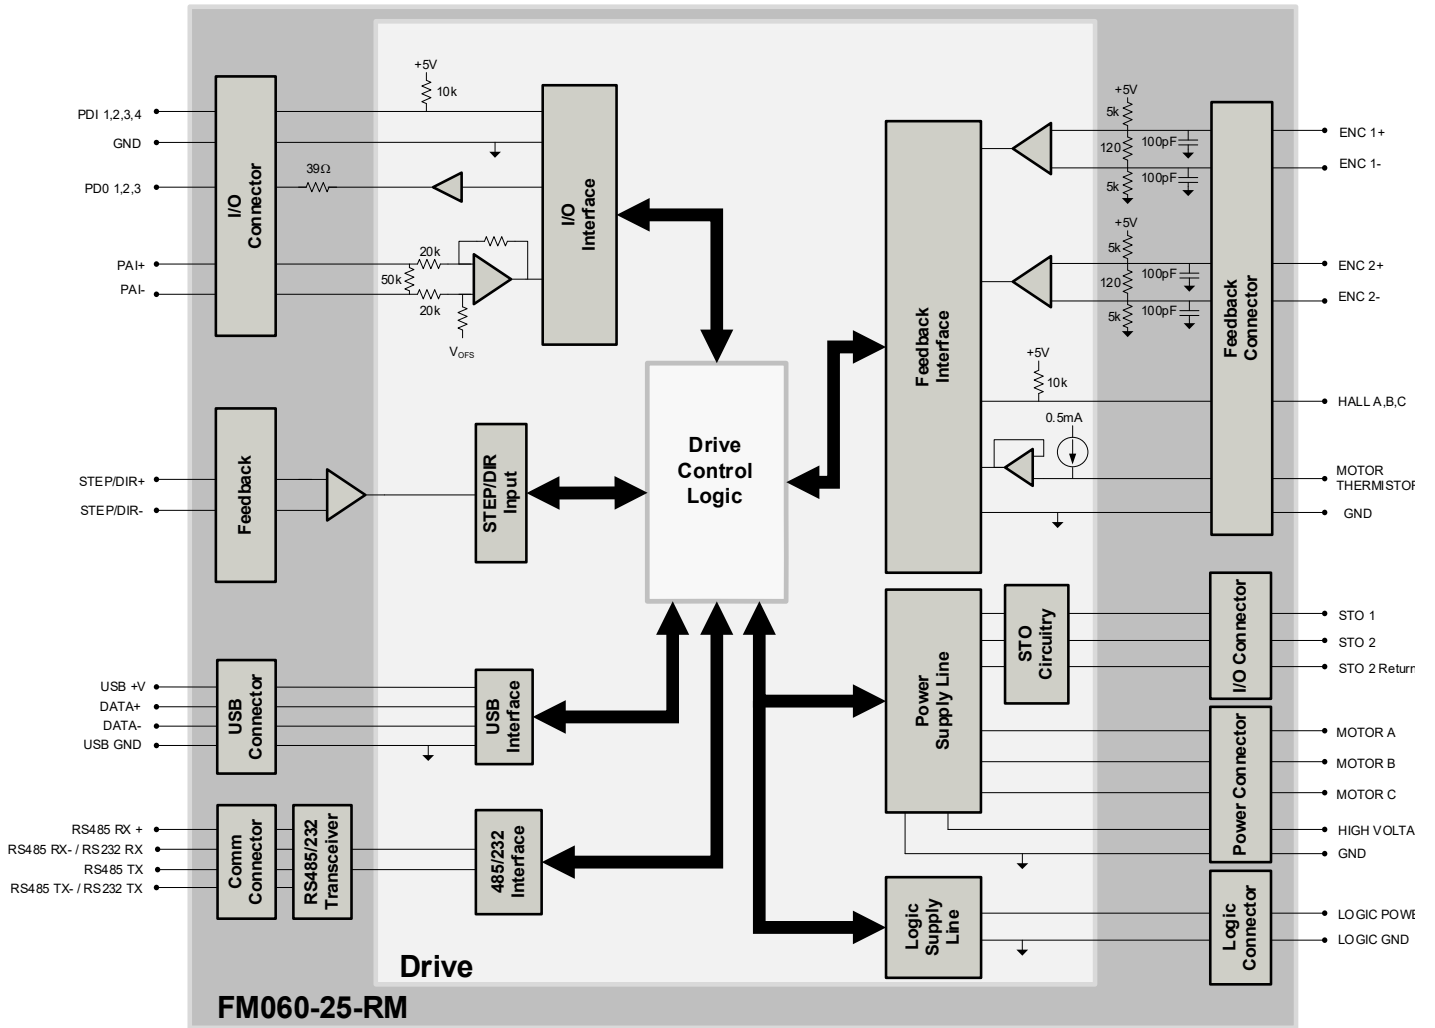 PDI 1,2,3,4
GND
PD0 1,2,3
PAI+
PAI-
I/O
Connector
+5V
10k
39Ω
20k
50k
20k
VOFS
I/O
Interface
STEP/DIR+
STEP/DIR-
Feedback
STEP/DIR
Input
Drive
Control
Logic
USB +V
DATA+
DATA-
USB GND
USB
Connector
USB
Interface
RS485 RX +
RS485 RX- / RS232 RX
RS485 TX
RS485 TX- / RS232 TX
Comm
Connector
RS485/232
Transceiver
485/232
Interface
Feedback
Interface
+5V
5k
120
5k
100pF
100pF
+5V
5k
120
5k
100pF
100pF
+5V
10k
0.5mA
Feedback
Connector
ENC 1+
ENC 1-
ENC 2+
ENC 2-
HALL A,B,C
MOTOR
THERMISTOR
GND
Power
Supply Line
STO
Circuitry
I/O Connector
STO 1
STO 2
STO 2 Return
Power Connector
MOTOR A
MOTOR B
MOTOR C
HIGH VOLTA
GND
Logic
Supply
Line
Logic
Connector
LOGIC POWE
LOGIC GND
Drive
FM060-25-RM